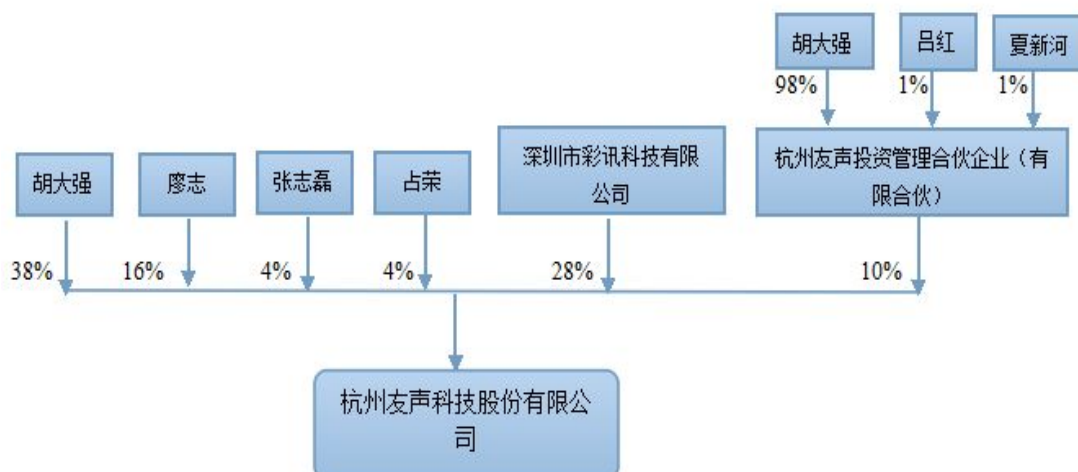 胡大强
吕红
夏新河
98%
1%
1%
胡大强
廖志
张志磊
占荣
深圳市彩讯科技有限
公司
杭州友声投资管理合伙企业（有
限合伙）
38%
16%
4%
4%
28%
10%
杭州友声科技股份有限公
司